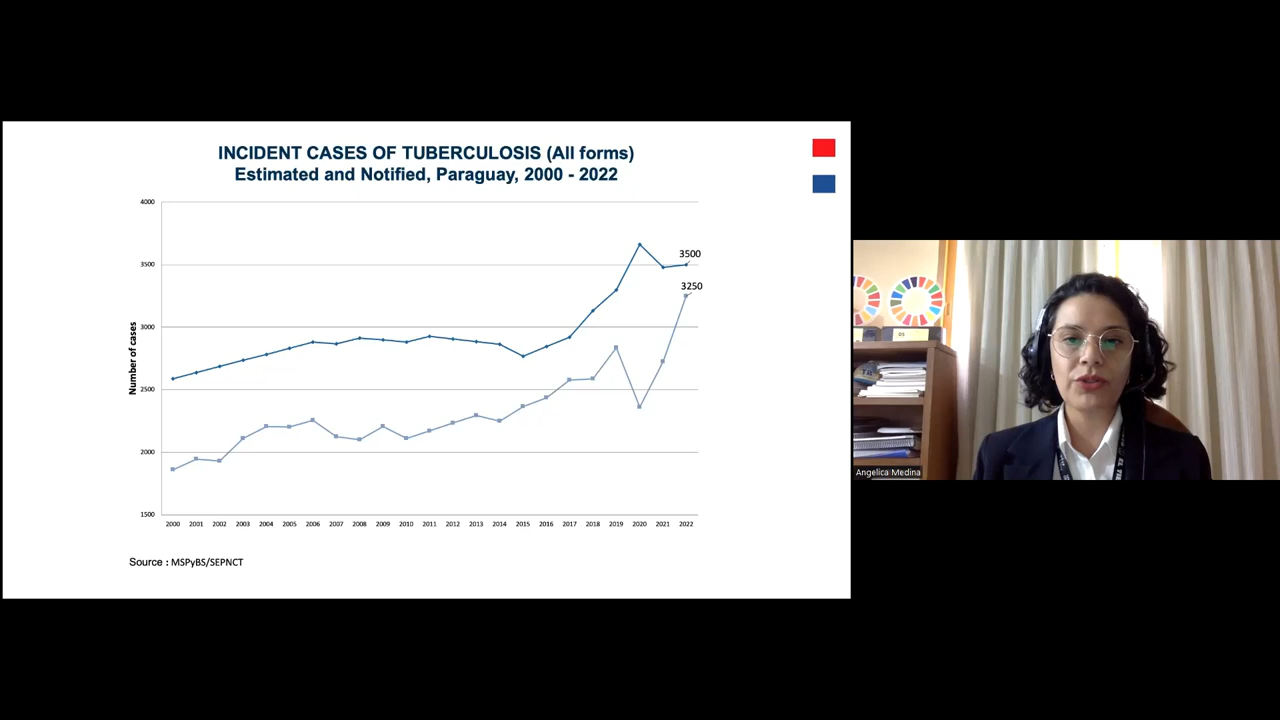 INCIDENT CASES OF TUBERCULOSIS (All forms)
Estimated and Notified, Paraguay, 2000 - 2022
Number of cases
4000
3500
3000
2500
2000
1500
3500
3250
2000 2001 2002 2003 2004 2005 2006 2007 2008 2009 2010 2011 2012 2013 2014 2015 2016 2017 2018 2019 2020 2021 2022
Source : MSPyBS/SEPNCT
Angelica Medina